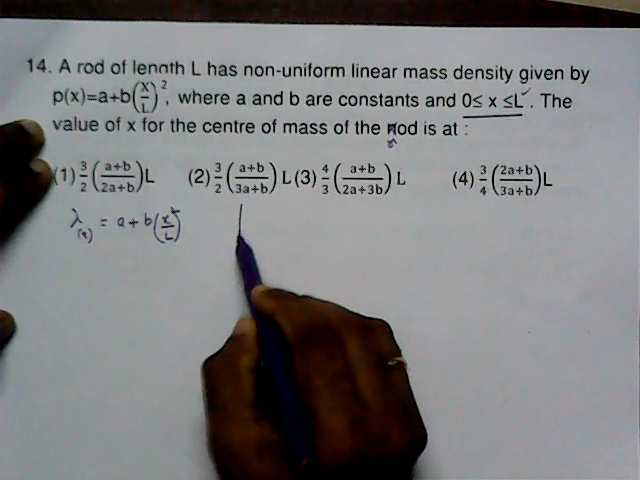 14. A rod of length L has non-uniform linear mass density given by
p(x)=a+b(x/L)², where a and b are constants and 0≤ x ≤L. The
value of x for the centre of mass of the rod is at :
(1) 3/2 (a+b/2a+b)L (2) 3/2 (a+b/3a+b) L (3) 4/3 (a+b/2a+3b) L (4) 3/4 (2a+b/3a+b)L
λ(x) = a+b(x/L)²